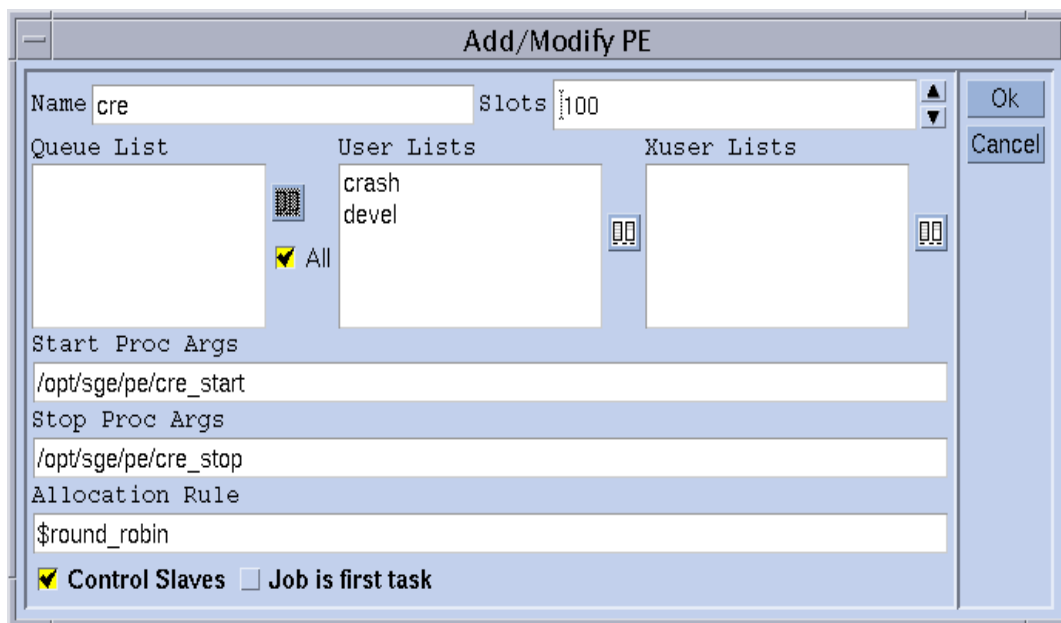 Add/Modify PE
Name cre Slots 100 Ok
Cancel
Queue List User Lists Xuser Lists
crash
devel
All
Start Proc Args
/opt/sge/pe/cre_start
Stop Proc Args
/opt/sge/pe/cre_stop
Allocation Rule
$round_robin
Control Slaves Job is first task